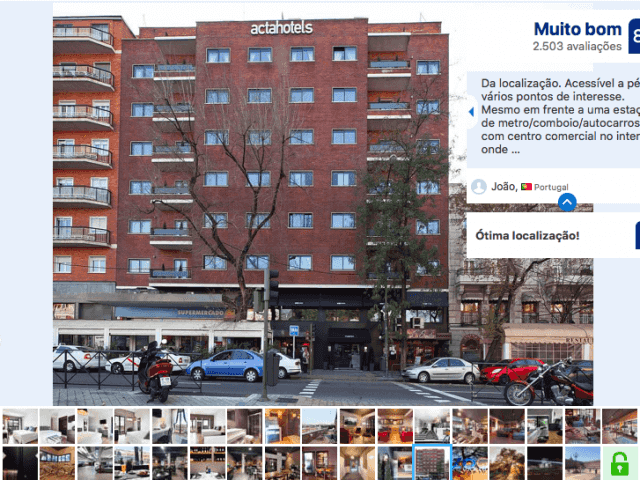 actahotels
SUPERMERCADO
Muito bom
8
2.503 avaliações
Da localização. Acessível a pé
vários pontos de interesse.
Mesmo em frente a uma estaç
de metro/comboio/autocarros
com centro comercial no inter
onde ...
João, Portugal
Ótima localização!